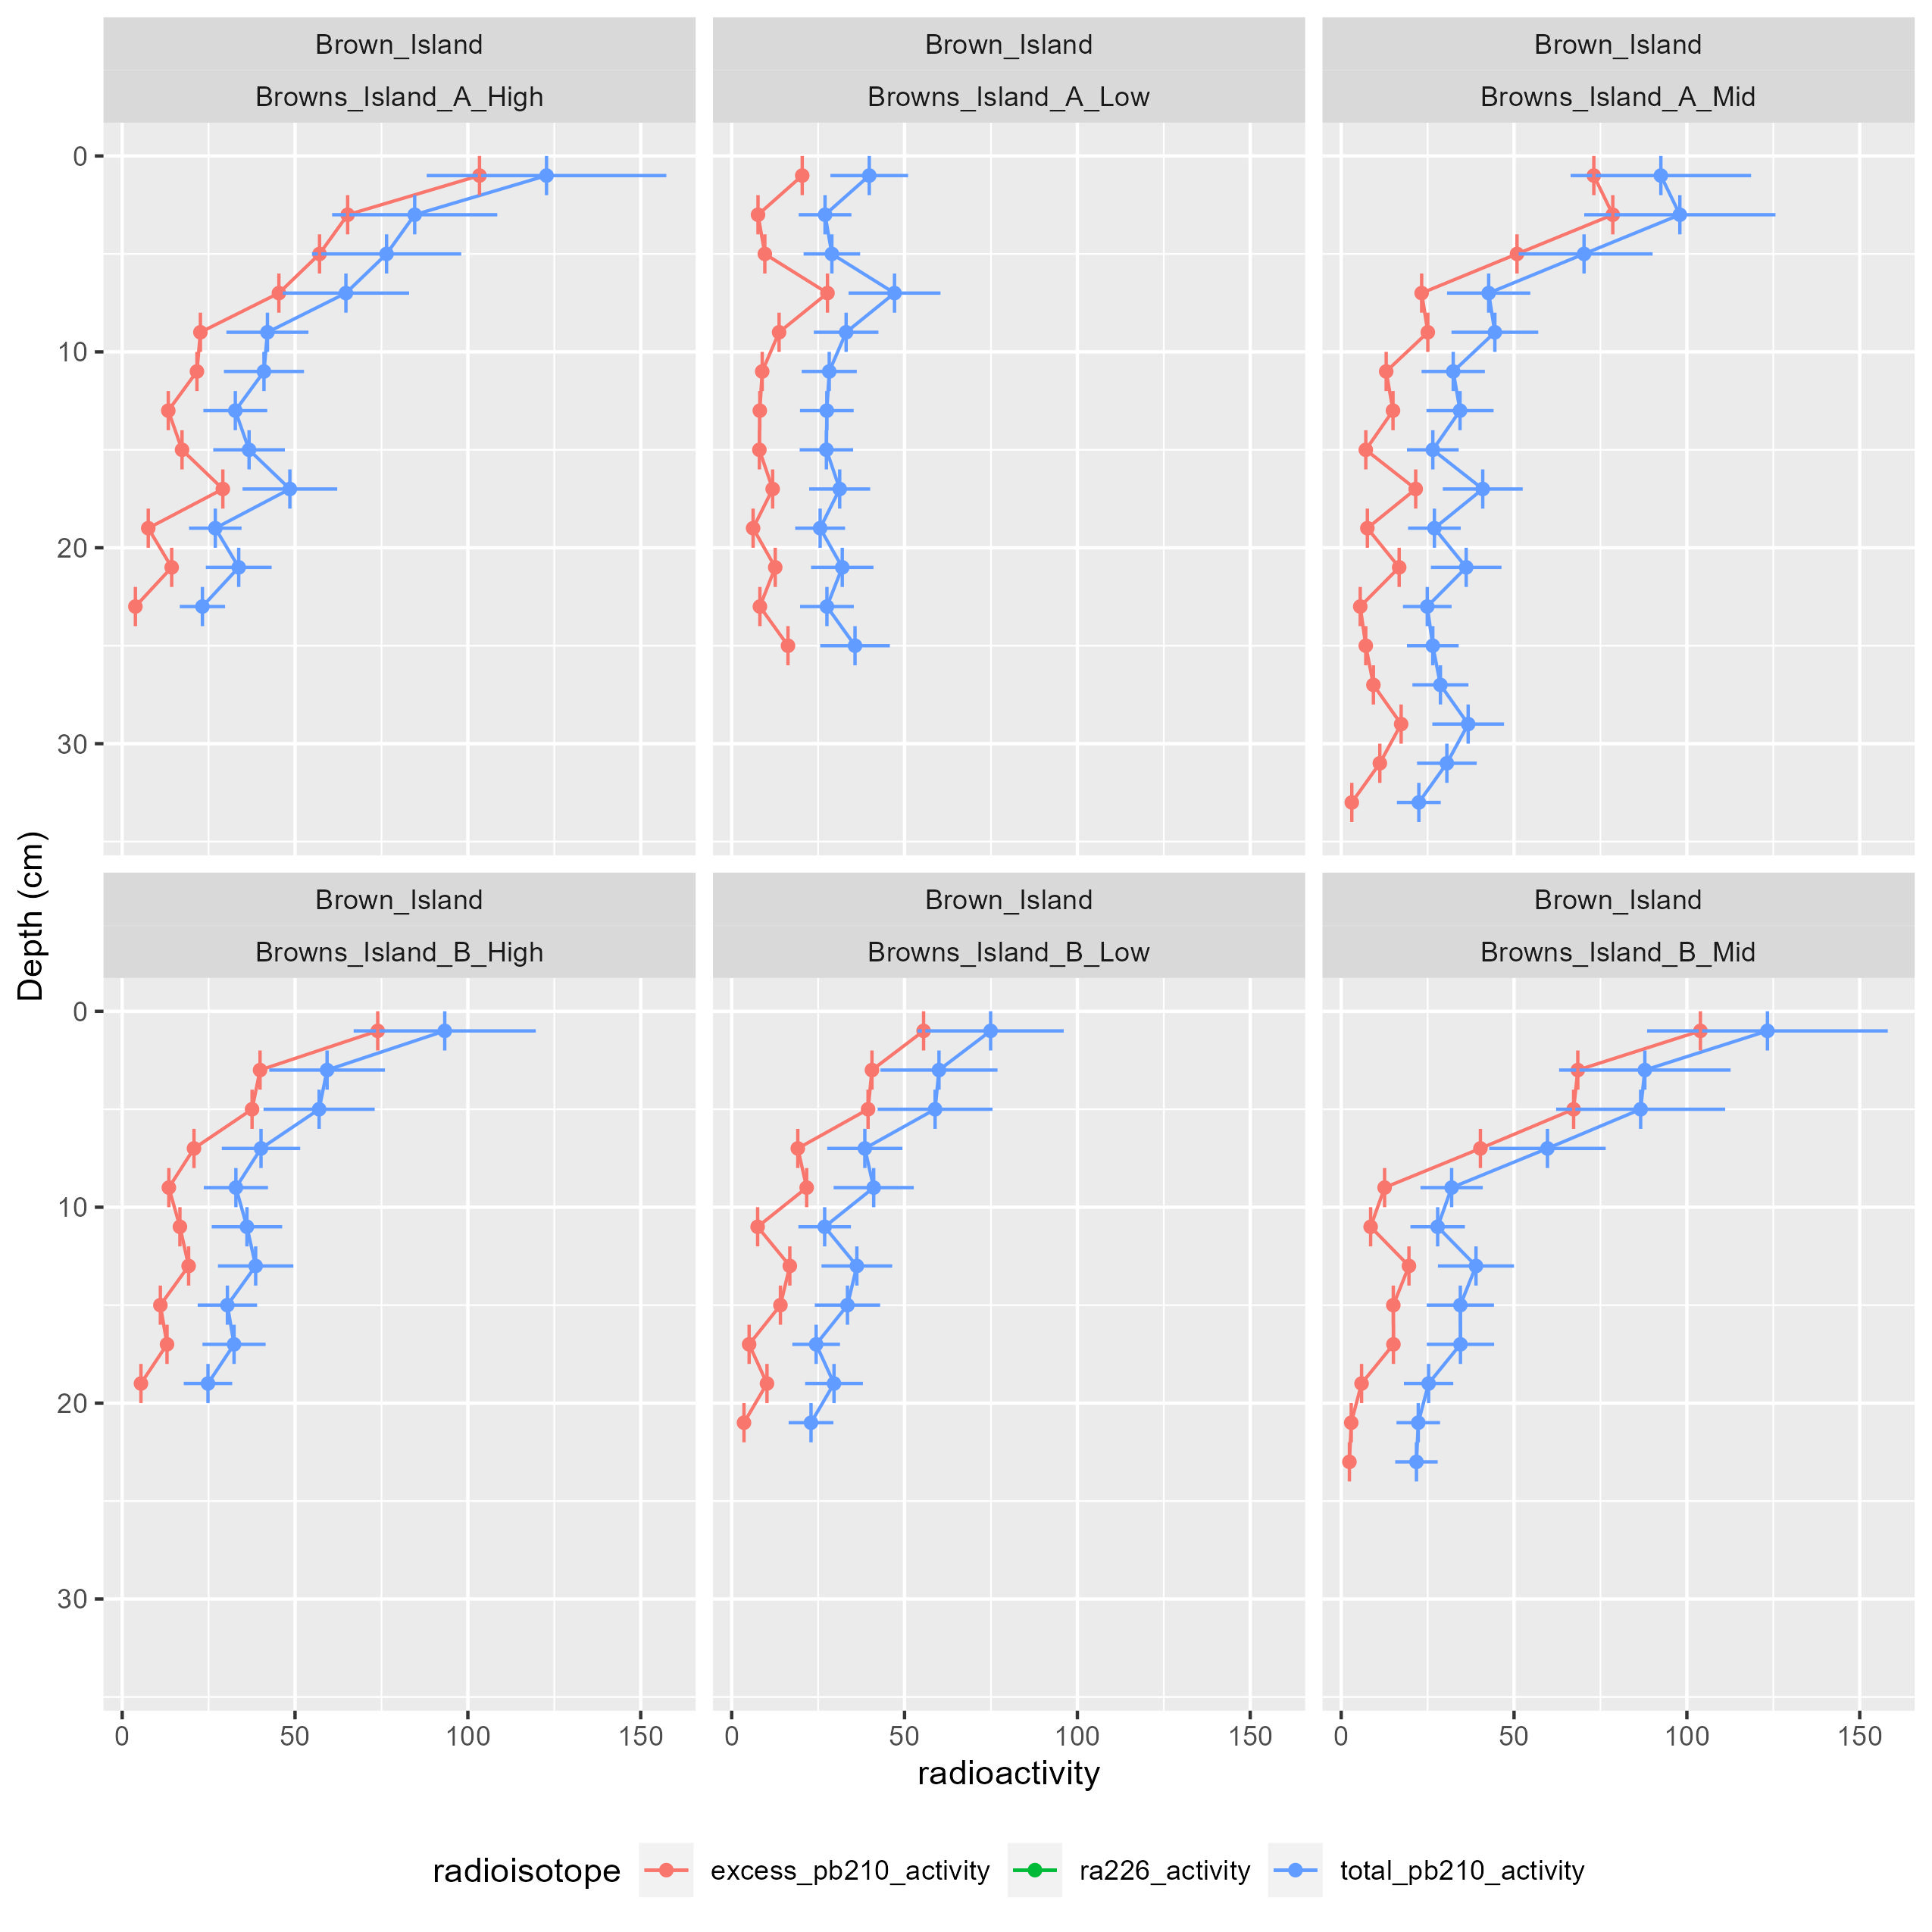 Brown_Island Brown_Island Brown_Island
Browns_Island_A_High Browns_Island_A_Low Browns_Island_A_Mid
0
10
20
30
Depth (cm)
Brown_Island Brown_Island Brown_Island
Browns_Island_B_High Browns_Island_B_Low Browns_Island_B_Mid
0
10
20
30
0 50 100 150 0 50 100 150 0 50 100 150
radioactivity
radioisotope excess_pb210_activity ra226_activity total_pb210_activity